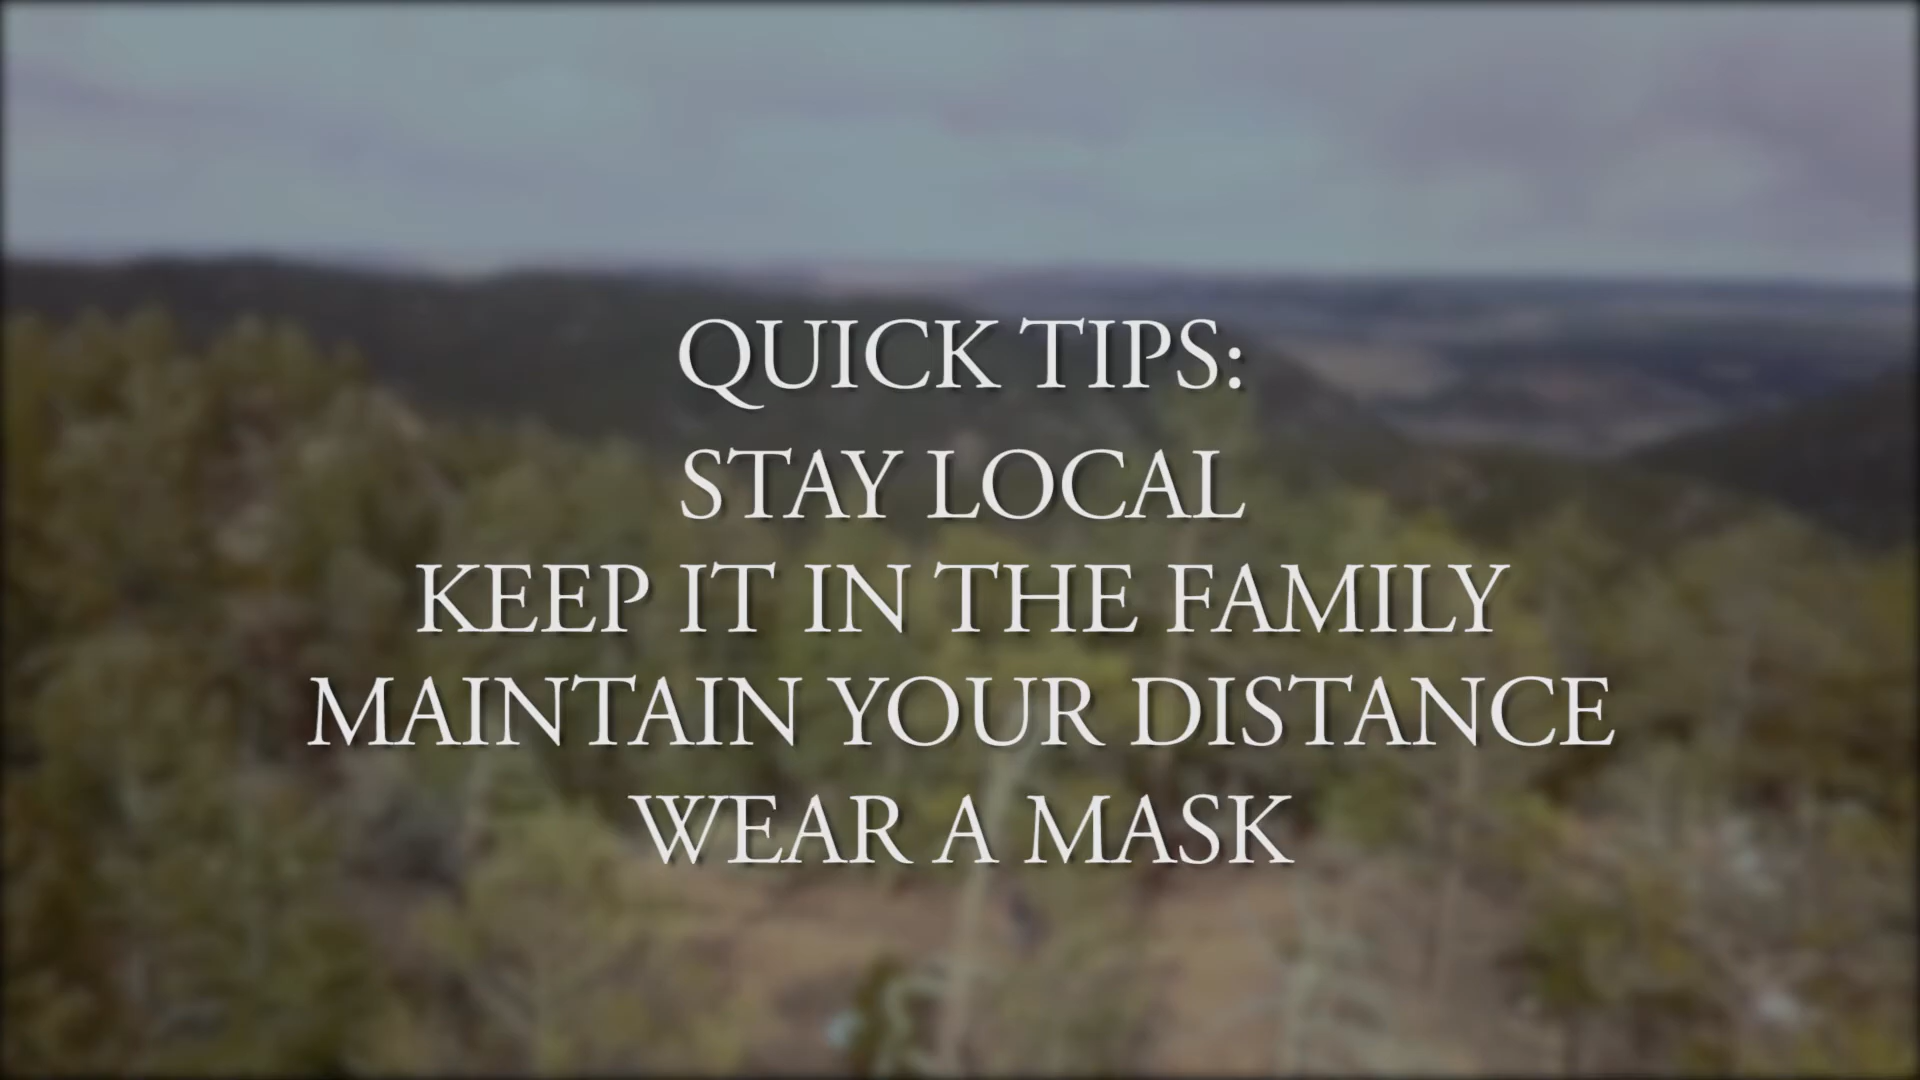 QUICK TIPS:
STAY LOCAL
KEEP IT IN THE FAMILY
MAINTAIN YOUR DISTANCE
WEAR A MASK